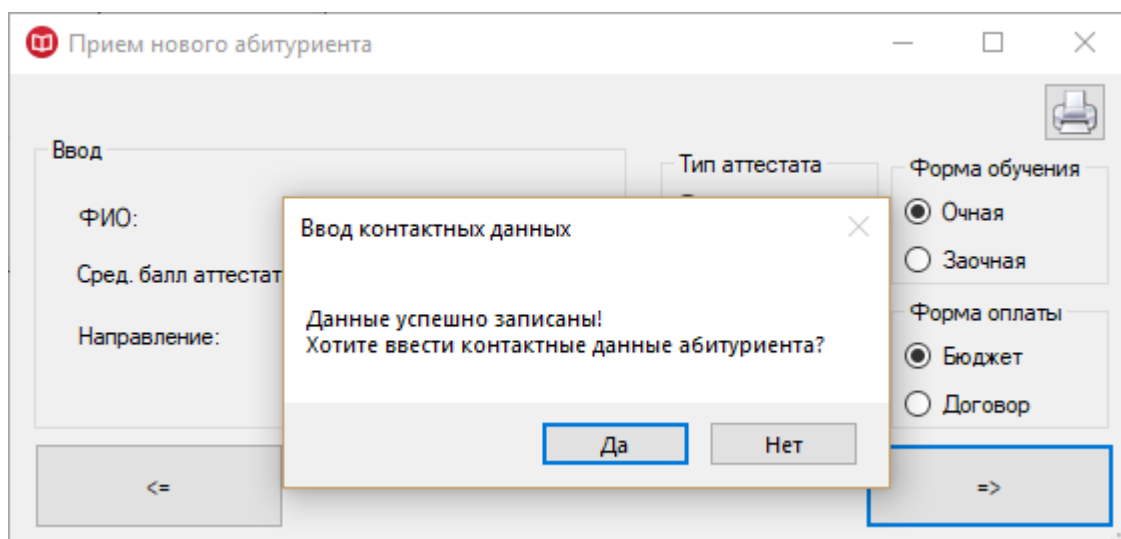 Прием нового абитуриента
Ввод
ФИО:
Сред. балл аттестат
Направление:
Тип аттестата
Форма обучения
Очная
Заочная
Форма оплаты
Бюджет
Договор
Ввод контактных данных
Данные успешно записаны!
Хотите ввести контактные данные абитуриента?
Да
Нет
<=
=>